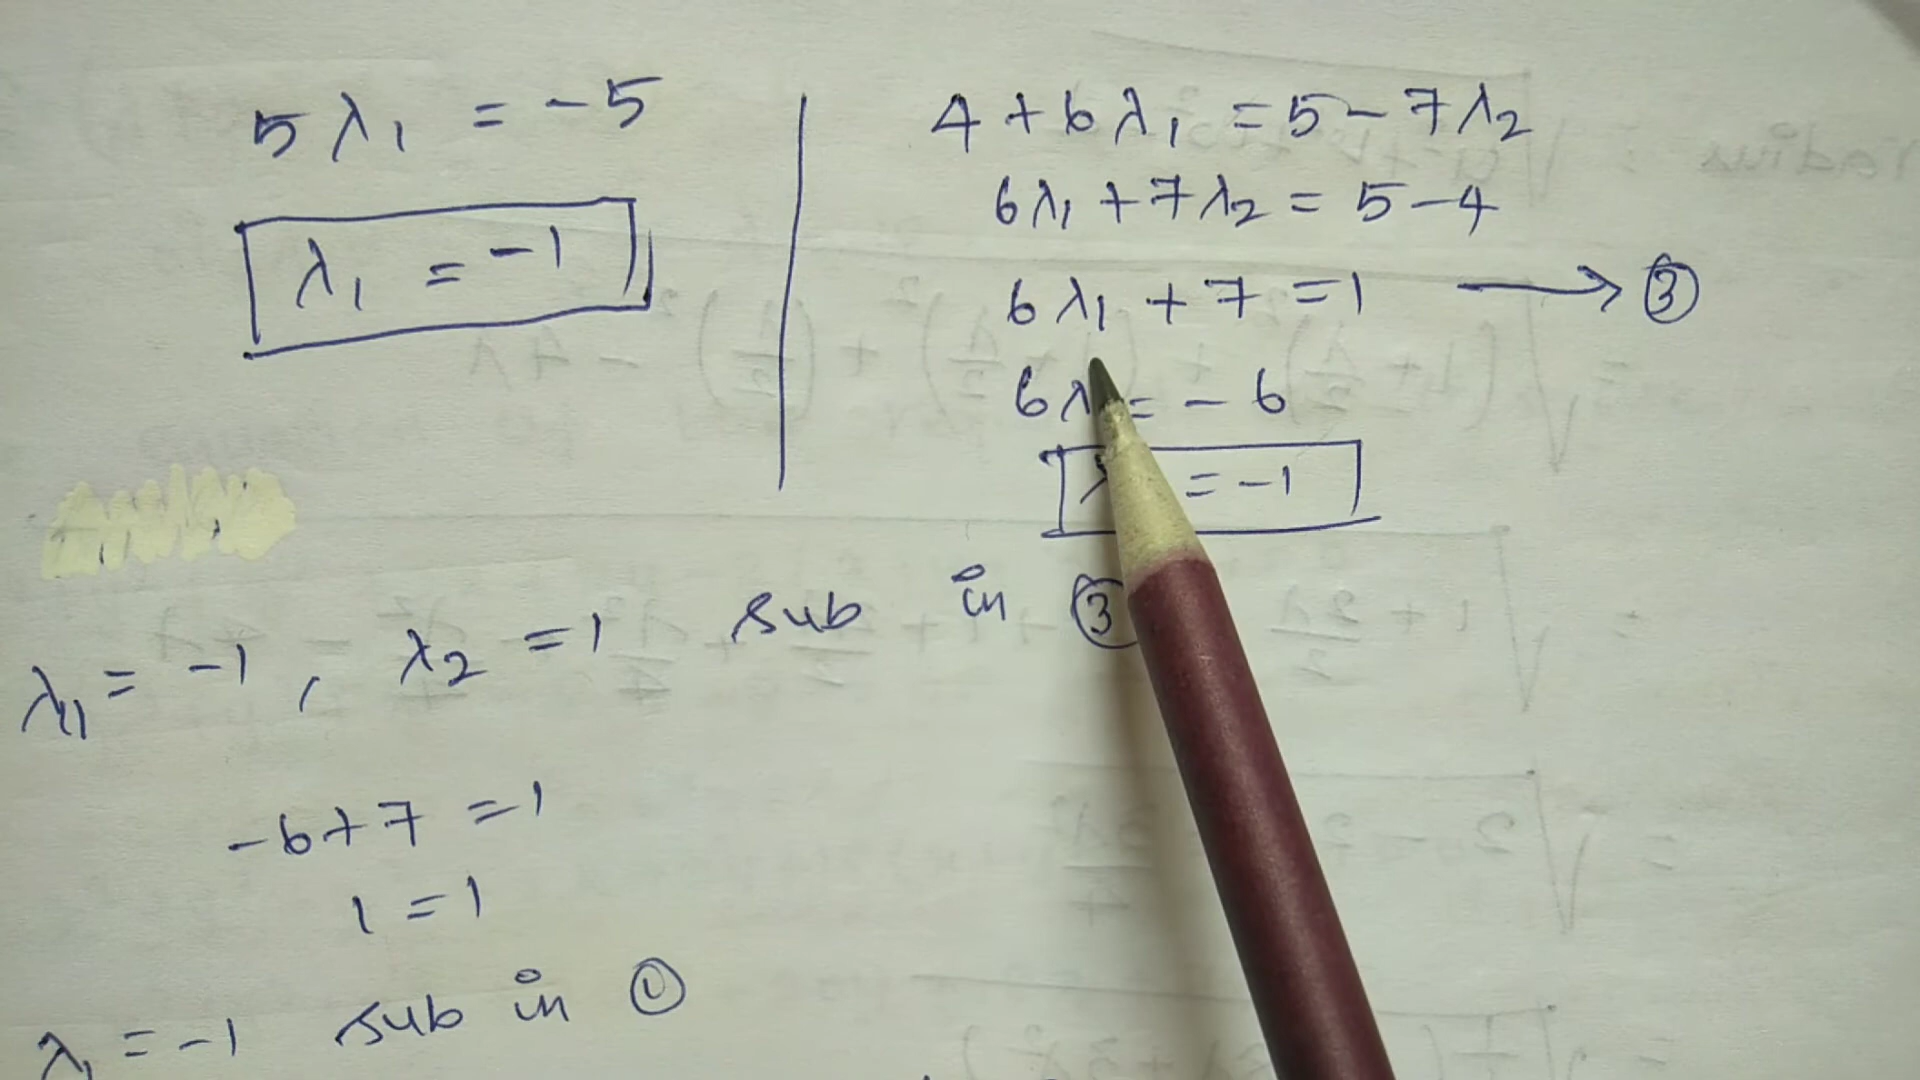 5λ₁ = -5
λ₁ = -1
4 + 6λ₁ = 5 - 7λ₂
6λ₁ + 7λ₂ = 5 - 4
6λ₁ + 7 = 1 → ③
6λ = - 6
λ = -1
λ₁ = -1, λ₂ = 1 sub in ③
-6 + 7 = 1
1 = 1
λ₁ = -1 sub in ①